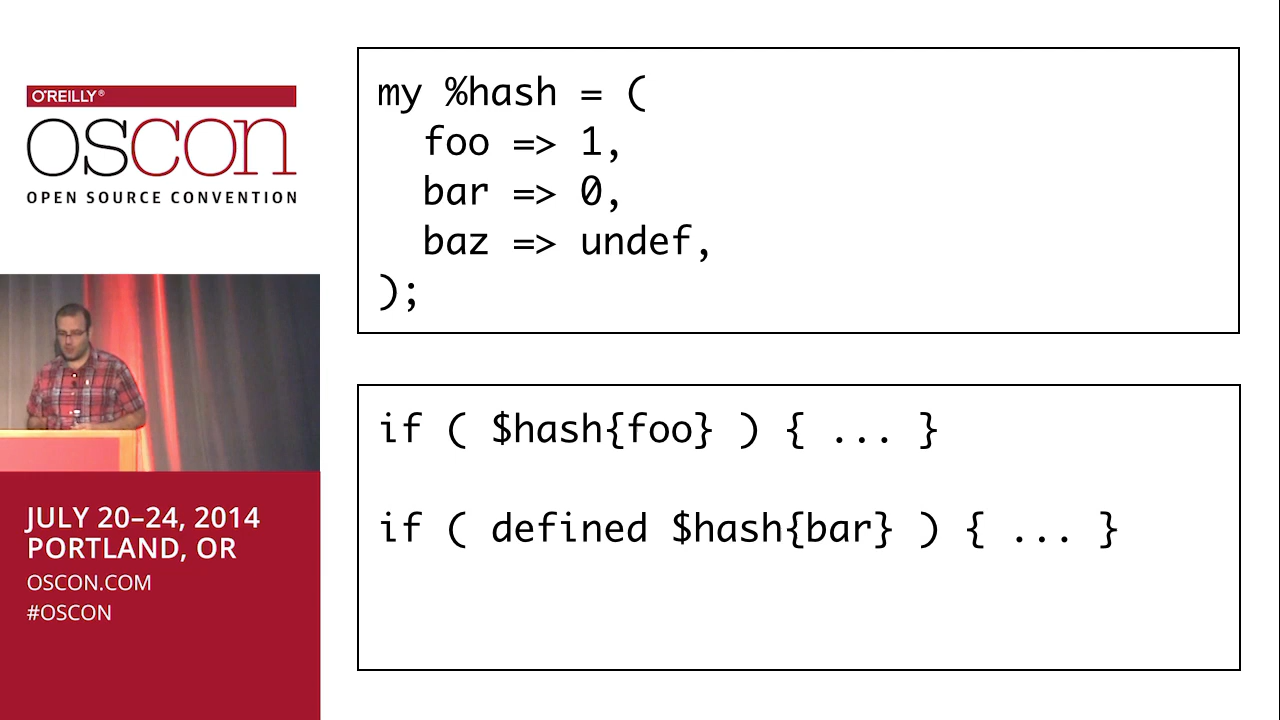 O'REILLY®
OSCON
OPEN SOURCE CONVENTION
JULY 20–24, 2014
PORTLAND, OR
OSCON.COM
#OSCON
my %hash = (
  foo => 1,
  bar => 0,
  baz => undef,
);
if ( $hash{foo} ) { ... }
if ( defined $hash{bar} ) { ... }